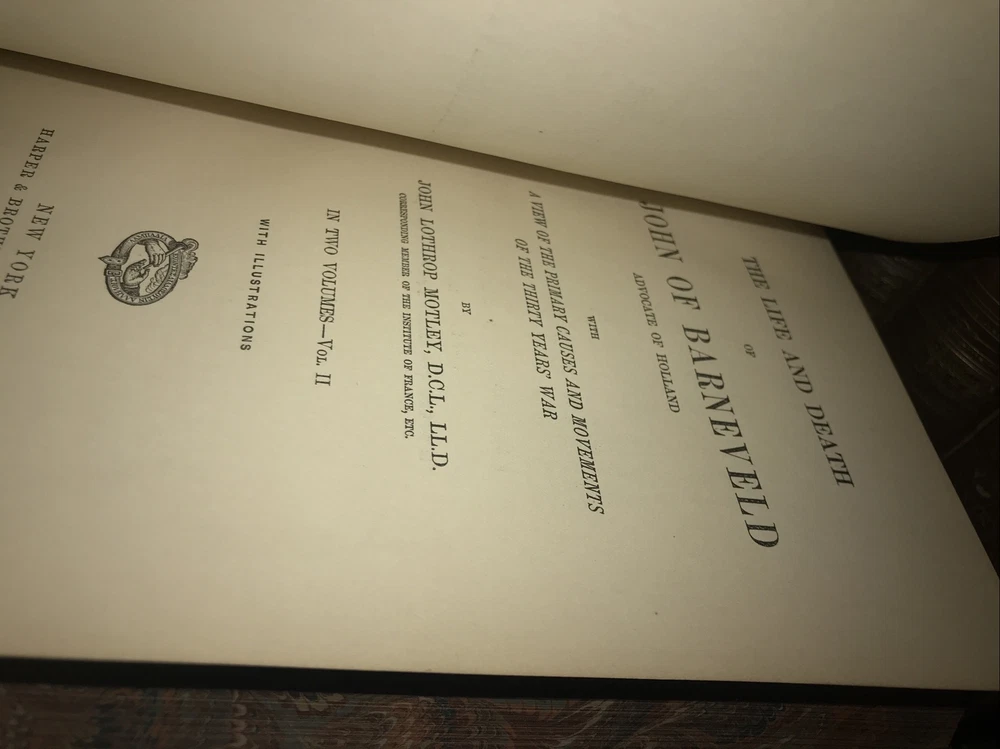 THE LIFE AND DEATH
OF
JOHN OF BARNEVELD
ADVOCATE OF HOLLAND
WITH
A VIEW OF THE PRIMARY CAUSES AND MOVEMENTS
OF THE THIRTY YEARS' WAR
BY
JOHN LOTHROP MOTLEY, D.C.L., LL.D.
CORRESPONDING MEMBER OF THE INSTITUTE OF FRANCE, ETC.
IN TWO VOLUMES—VOL. II
WITH ILLUSTRATIONS
NEW YORK
HARPER &